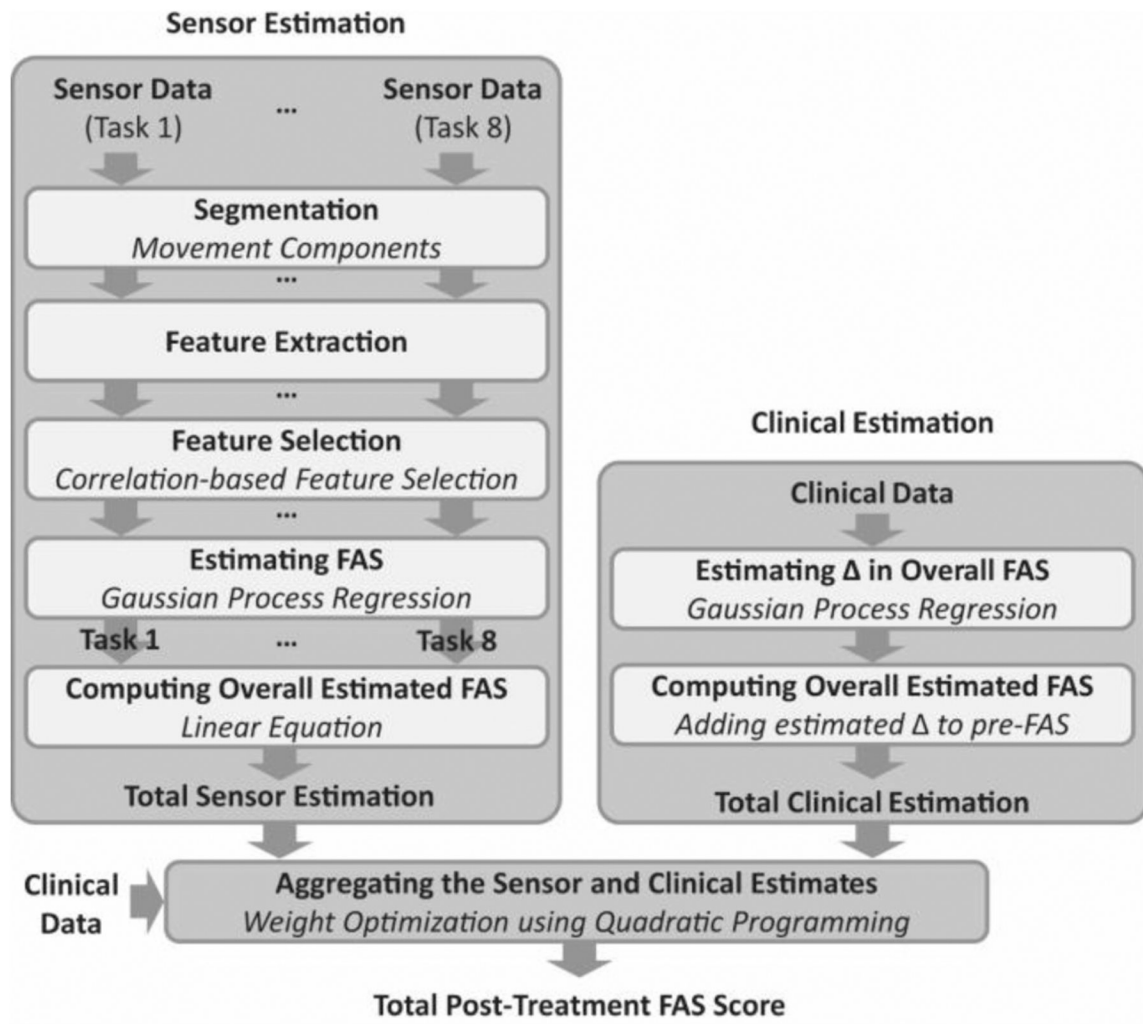 Sensor Estimation
Sensor Data ... Sensor Data
(Task 1) (Task 8)
Segmentation
Movement Components
...
Feature Extraction
...
Feature Selection
Correlation-based Feature Selection
...
Estimating FAS
Gaussian Process Regression
Task 1 ... Task 8
Computing Overall Estimated FAS
Linear Equation
Total Sensor Estimation
Clinical Estimation
Clinical Data
Estimating Δ in Overall FAS
Gaussian Process Regression
Computing Overall Estimated FAS
Adding estimated Δ to pre-FAS
Total Clinical Estimation
Clinical
Data
Aggregating the Sensor and Clinical Estimates
Weight Optimization using Quadratic Programming
Total Post-Treatment FAS Score